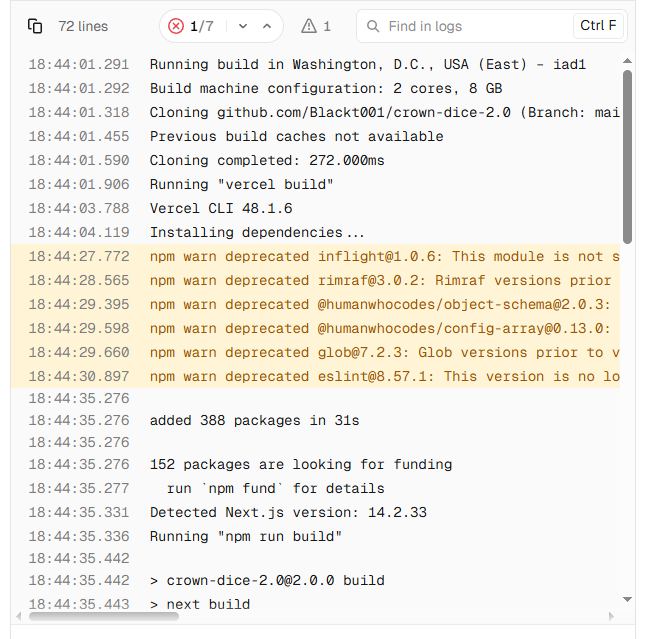 72 lines 1/7 1 Find in logs Ctrl F
18:44:01.291 Running build in Washington, D.C., USA (East) – iad1
18:44:01.292 Build machine configuration: 2 cores, 8 GB
18:44:01.318 Cloning github.com/Blackt001/crown-dice-2.0 (Branch: mai
18:44:01.455 Previous build caches not available
18:44:01.590 Cloning completed: 272.000ms
18:44:01.906 Running "vercel build"
18:44:03.788 Vercel CLI 48.1.6
18:44:04.119 Installing dependencies...
18:44:27.772 npm warn deprecated inflight@1.0.6: This module is not s
18:44:28.565 npm warn deprecated rimraf@3.0.2: Rimraf versions prior
18:44:29.395 npm warn deprecated @humanwhocodes/object-schema@2.0.3:
18:44:29.598 npm warn deprecated @humanwhocodes/config-array@0.13.0:
18:44:29.660 npm warn deprecated glob@7.2.3: Glob versions prior to v
18:44:30.897 npm warn deprecated eslint@8.57.1: This version is no lo
18:44:35.276
18:44:35.276 added 388 packages in 31s
18:44:35.276
18:44:35.276 152 packages are looking for funding
18:44:35.277 run `npm fund` for details
18:44:35.331 Detected Next.js version: 14.2.33
18:44:35.336 Running "npm run build"
18:44:35.442
18:44:35.442 > crown-dice-2.0@2.0.0 build
18:44:35.443 > next build